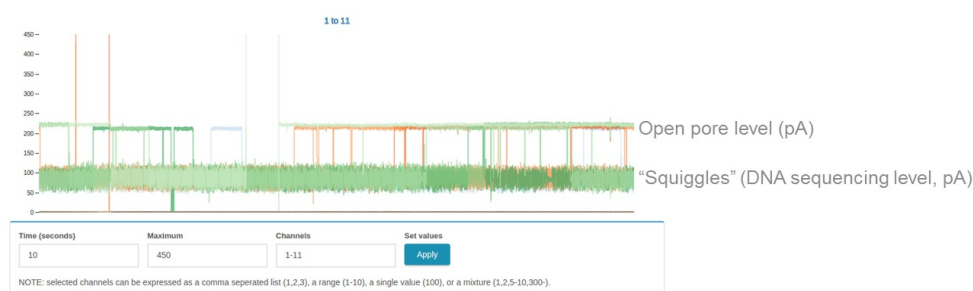 1 to 11
450
400
350
300
250
200
150
100
50
0
Open pore level (pA)
“Squiggles” (DNA sequencing level, pA)
Time (seconds) Maximum Channels Set values
10 450 1-11 Apply
NOTE: selected channels can be expressed as a comma seperated list (1,2,3), a range (1-10), a single value (100), or a mixture (1,2,5-10,300-).